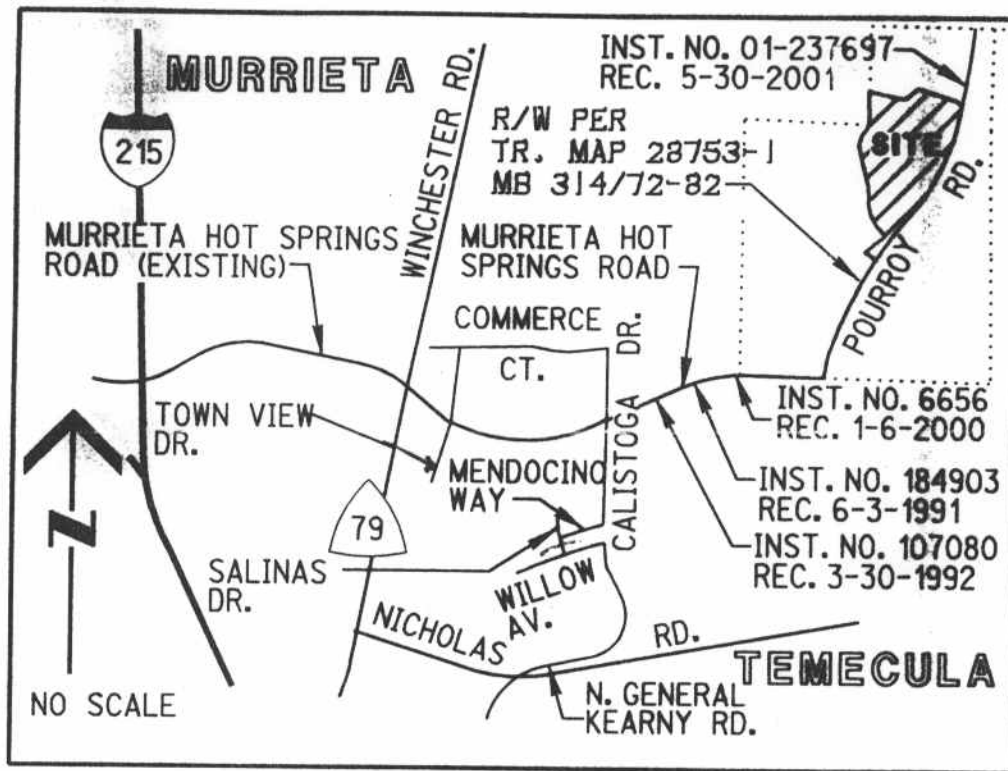 MURRIETA
215
WINCHESTER RD.
INST. NO. 01-237697
REC. 5-30-2001
R/W PER
TR. MAP 28753-1
MB 314/72-82
SITE
POURROY RD.
MURRIETA HOT SPRINGS
ROAD (EXISTING)
MURRIETA HOT
SPRINGS ROAD
COMMERCE
CT.
CALISTOGA DR.
TOWN VIEW
DR.
MENDOCINO
WAY
79
SALINAS
DR.
WILLOW
AV.
NICHOLAS RD.
INST. NO. 6656
REC. 1-6-2000
INST. NO. 184903
REC. 6-3-1991
INST. NO. 107080
REC. 3-30-1992
TEMECULA
N. GENERAL
KEARNY RD.
N
NO SCALE